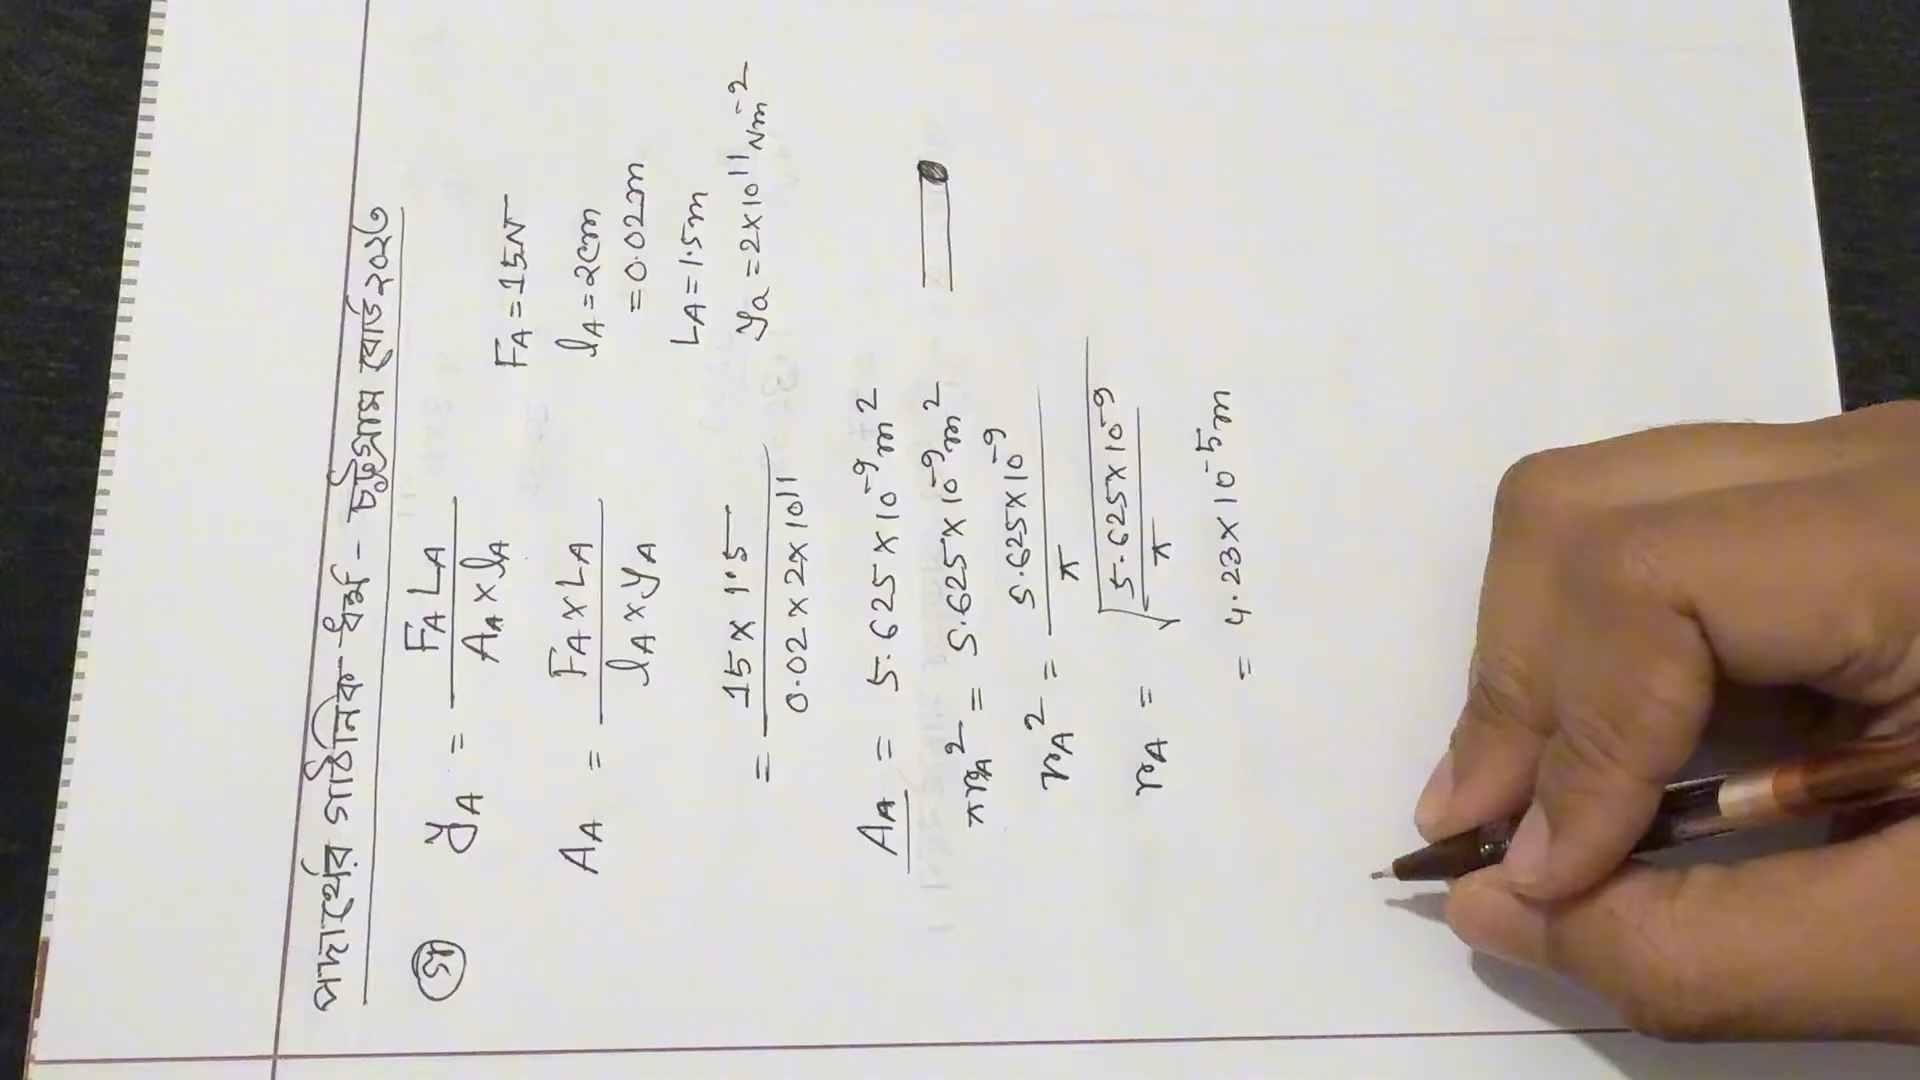 পদার্থের গাঠনিক ধর্ম - চট্টগ্রাম বোর্ড ২০২৩
গ
Y_A = F_A L_A / A_A × l_A
F_A = 15N
A_A = F_A × L_A / l_A × Y_A
l_A = 2cm
= 0.02m
L_A = 1.5m
= 15 × 1.5 / 0.02 × 2 × 10^11
Y_a = 2×10^11 Nm^-2
A_A = 5.625 × 10^-9 m^2
πr_A^2 = 5.625 × 10^-9 m^2
r_A^2 = 5.625×10^-9 / π
r_A = √(5.625×10^-9 / π)
= 4.23×10^-5 m